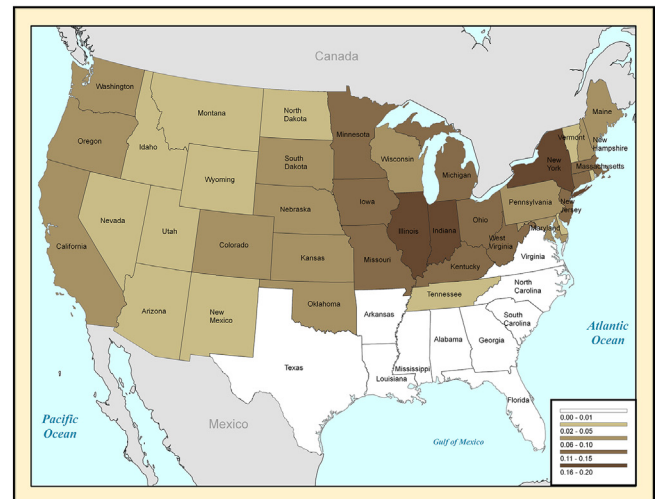 Canada
Washington
Montana
North
Dakota
Minnesota
Maine
Oregon
Idaho
Vermont
New
Hampshire
South
Dakota
Wisconsin
Michigan
New
York
Massachusetts
Wyoming
Iowa
Pennsylvania
New
Jersey
Nebraska
Nevada
Utah
Colorado
Illinois
Indiana
Ohio
West
Virginia
Maryland
California
Kansas
Missouri
Kentucky
Virginia
Arizona
New
Mexico
Oklahoma
Arkansas
Tennessee
North
Carolina
South
Carolina
Texas
Mississippi
Alabama
Georgia
Louisiana
Florida
Atlantic
Ocean
Pacific
Ocean
Mexico
Gulf of Mexico
0.00 - 0.01
0.02 - 0.05
0.06 - 0.10
0.11 - 0.15
0.16 - 0.20